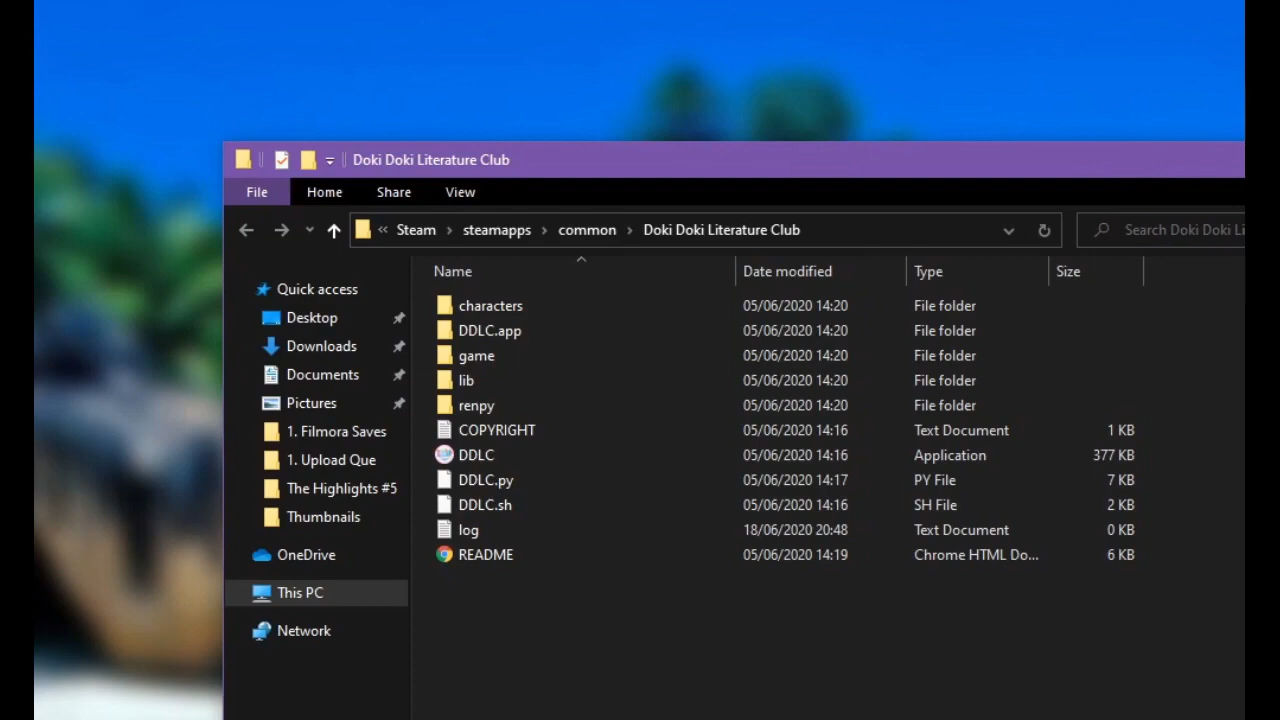 Doki Doki Literature Club
File Home Share View
« Steam > steamapps > common > Doki Doki Literature Club
Search Doki Doki Li
Name Date modified Type Size
Quick access
Desktop
Downloads
Documents
Pictures
1. Filmora Saves
1. Upload Que
The Highlights #5
Thumbnails
OneDrive
This PC
Network
characters 05/06/2020 14:20 File folder
DDLC.app 05/06/2020 14:20 File folder
game 05/06/2020 14:20 File folder
lib 05/06/2020 14:20 File folder
renpy 05/06/2020 14:20 File folder
COPYRIGHT 05/06/2020 14:16 Text Document 1 KB
DDLC 05/06/2020 14:16 Application 377 KB
DDLC.py 05/06/2020 14:17 PY File 7 KB
DDLC.sh 05/06/2020 14:16 SH File 2 KB
log 18/06/2020 20:48 Text Document 0 KB
README 05/06/2020 14:19 Chrome HTML Do... 6 KB